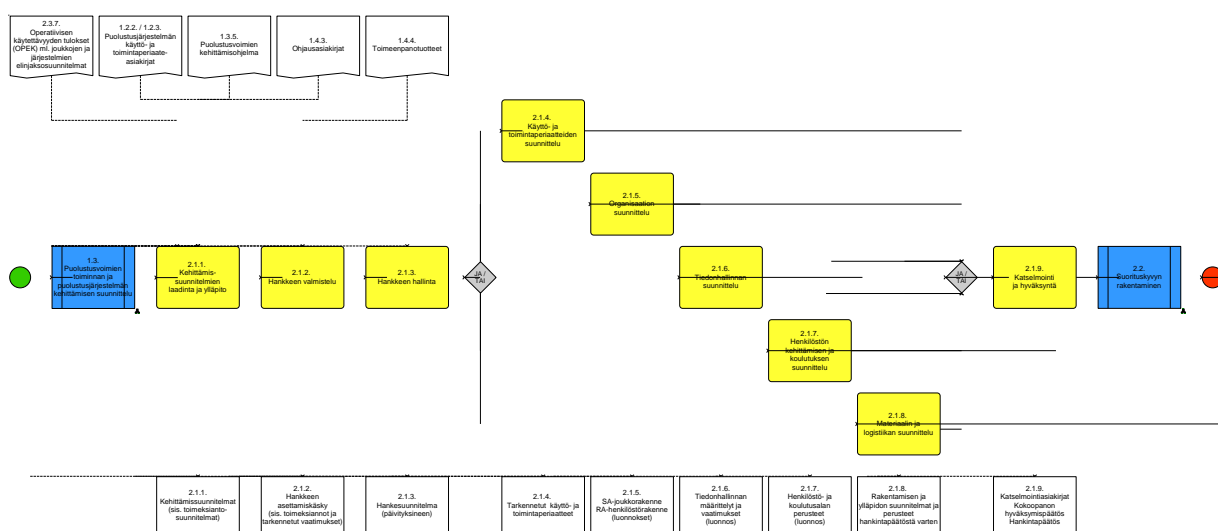 2.3.7.
Operatiivisen
käytettävyyden tulokset
(OPEK) ml. joukkojen ja
järjestelmien
elinjaksosuunnitelmat
1.2.2. / 1.2.3.
Puolustusjärjestelmän
käyttö- ja
toimintaperiaate-
asiakirjat
1.3.5.
Puolustusvoimien
kehittämisohjelma
1.4.3.
Ohjausasiakirjat
1.4.4.
Toimeenpanotuotteet
2.1.4.
Käyttö- ja
toimintaperiaatteiden
suunnittelu
2.1.5.
Organisaation
suunnittelu
1.3.
Puolustusvoimien
toiminnan ja
puolustusjärjestelmän
kehittämisen suunnittelu
2.1.1.
Kehittämis-
suunnitelmien
laadinta ja ylläpito
2.1.2.
Hankkeen valmistelu
2.1.3.
Hankkeen hallinta
JA /
TAI
2.1.6.
Tiedonhallinnan
suunnittelu
JA /
TAI
2.1.9.
Katselmointi
ja hyväksyntä
2.2.
Suorituskyvyn
rakentaminen
2.1.7.
Henkilöstön
kehittämisen ja
koulutuksen
suunnittelu
2.1.8.
Materiaalin ja
logistiikan suunnittelu
2.1.1.
Kehittämissuunnitelmat
(sis. toimeksianto-
suunnitelmat)
2.1.2.
Hankkeen
asettamiskäsky
(sis. toimeksiannot ja
tarkennetut vaatimukset)
2.1.3.
Hankesuunnitelma
(päivityksineen)
2.1.4.
Tarkennetut käyttö- ja
toimintaperiaatteet
2.1.5.
SA-joukkorakenne
RA-henkilöstörakenne
(luonnokset)
2.1.6.
Tiedonhallinnan
määrittelyt ja
vaatimukset
(luonnos)
2.1.7.
Henkilöstö- ja
koulutusalan
perusteet
(luonnos)
2.1.8.
Rakentamisen ja
ylläpidon suunnitelmat ja
perusteet
hankintapäätöstä varten
2.1.9.
Katselmointiasiakirjat
Kokoopanon
hyväksymispäätös
Hankintapäätös